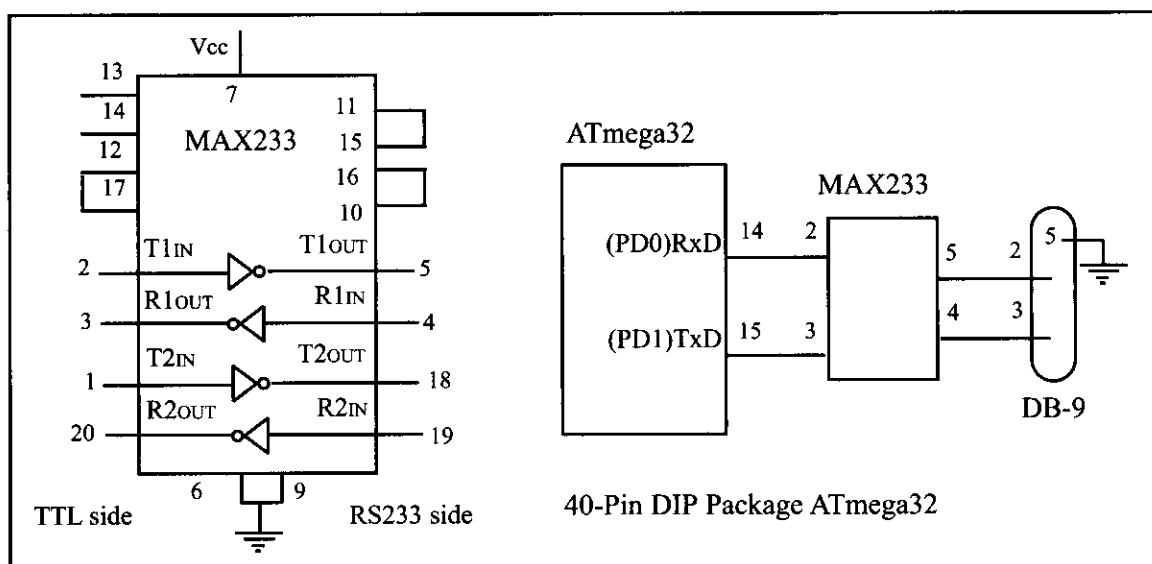 Vcc
13
7
14
11
MAX233
12
15
17
16
10
T1IN
T1OUT
2
5
R1OUT
R1IN
3
4
T2IN
T2OUT
1
18
R2OUT
R2IN
20
19
6
9
TTL side
RS233 side
ATmega32
MAX233
(PD0)RxD
14
2
5
2
5
(PD1)TxD
15
3
4
3
DB-9
40-Pin DIP Package ATmega32